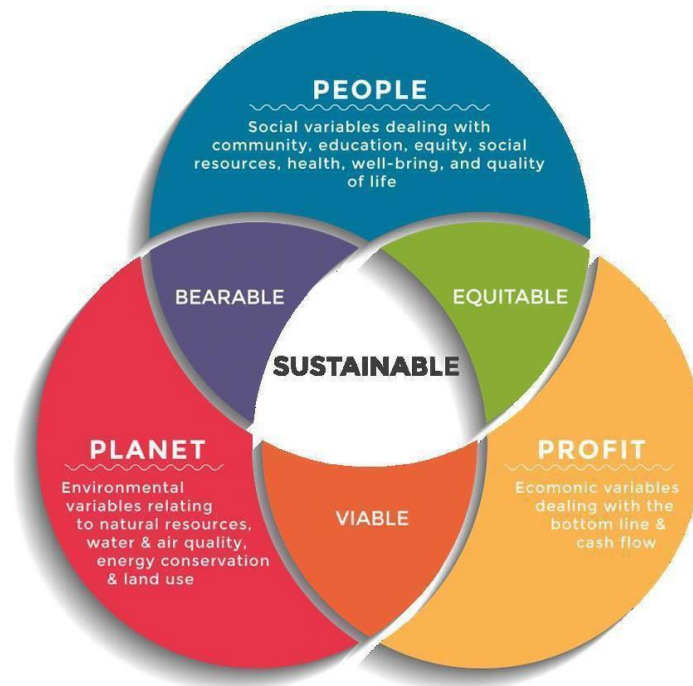 PEOPLE
Social variables dealing with
community, education, equity, social
resources, health, well-bring, and quality
of life
BEARABLE
EQUITABLE
SUSTAINABLE
PLANET
Environmental
variables relating
to natural resources,
water & air quality,
energy conservation
& land use
VIABLE
PROFIT
Ecomonic variables
dealing with the
bottom line &
cash flow